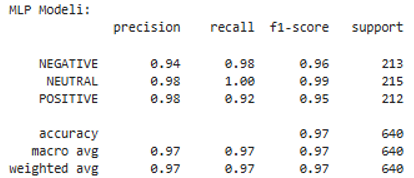 MLP Modeli:
precision recall f1-score support
NEGATIVE 0.94 0.98 0.96 213
NEUTRAL 0.98 1.00 0.99 215
POSITIVE 0.98 0.92 0.95 212
accuracy 0.97 640
macro avg 0.97 0.97 0.97 640
weighted avg 0.97 0.97 0.97 640